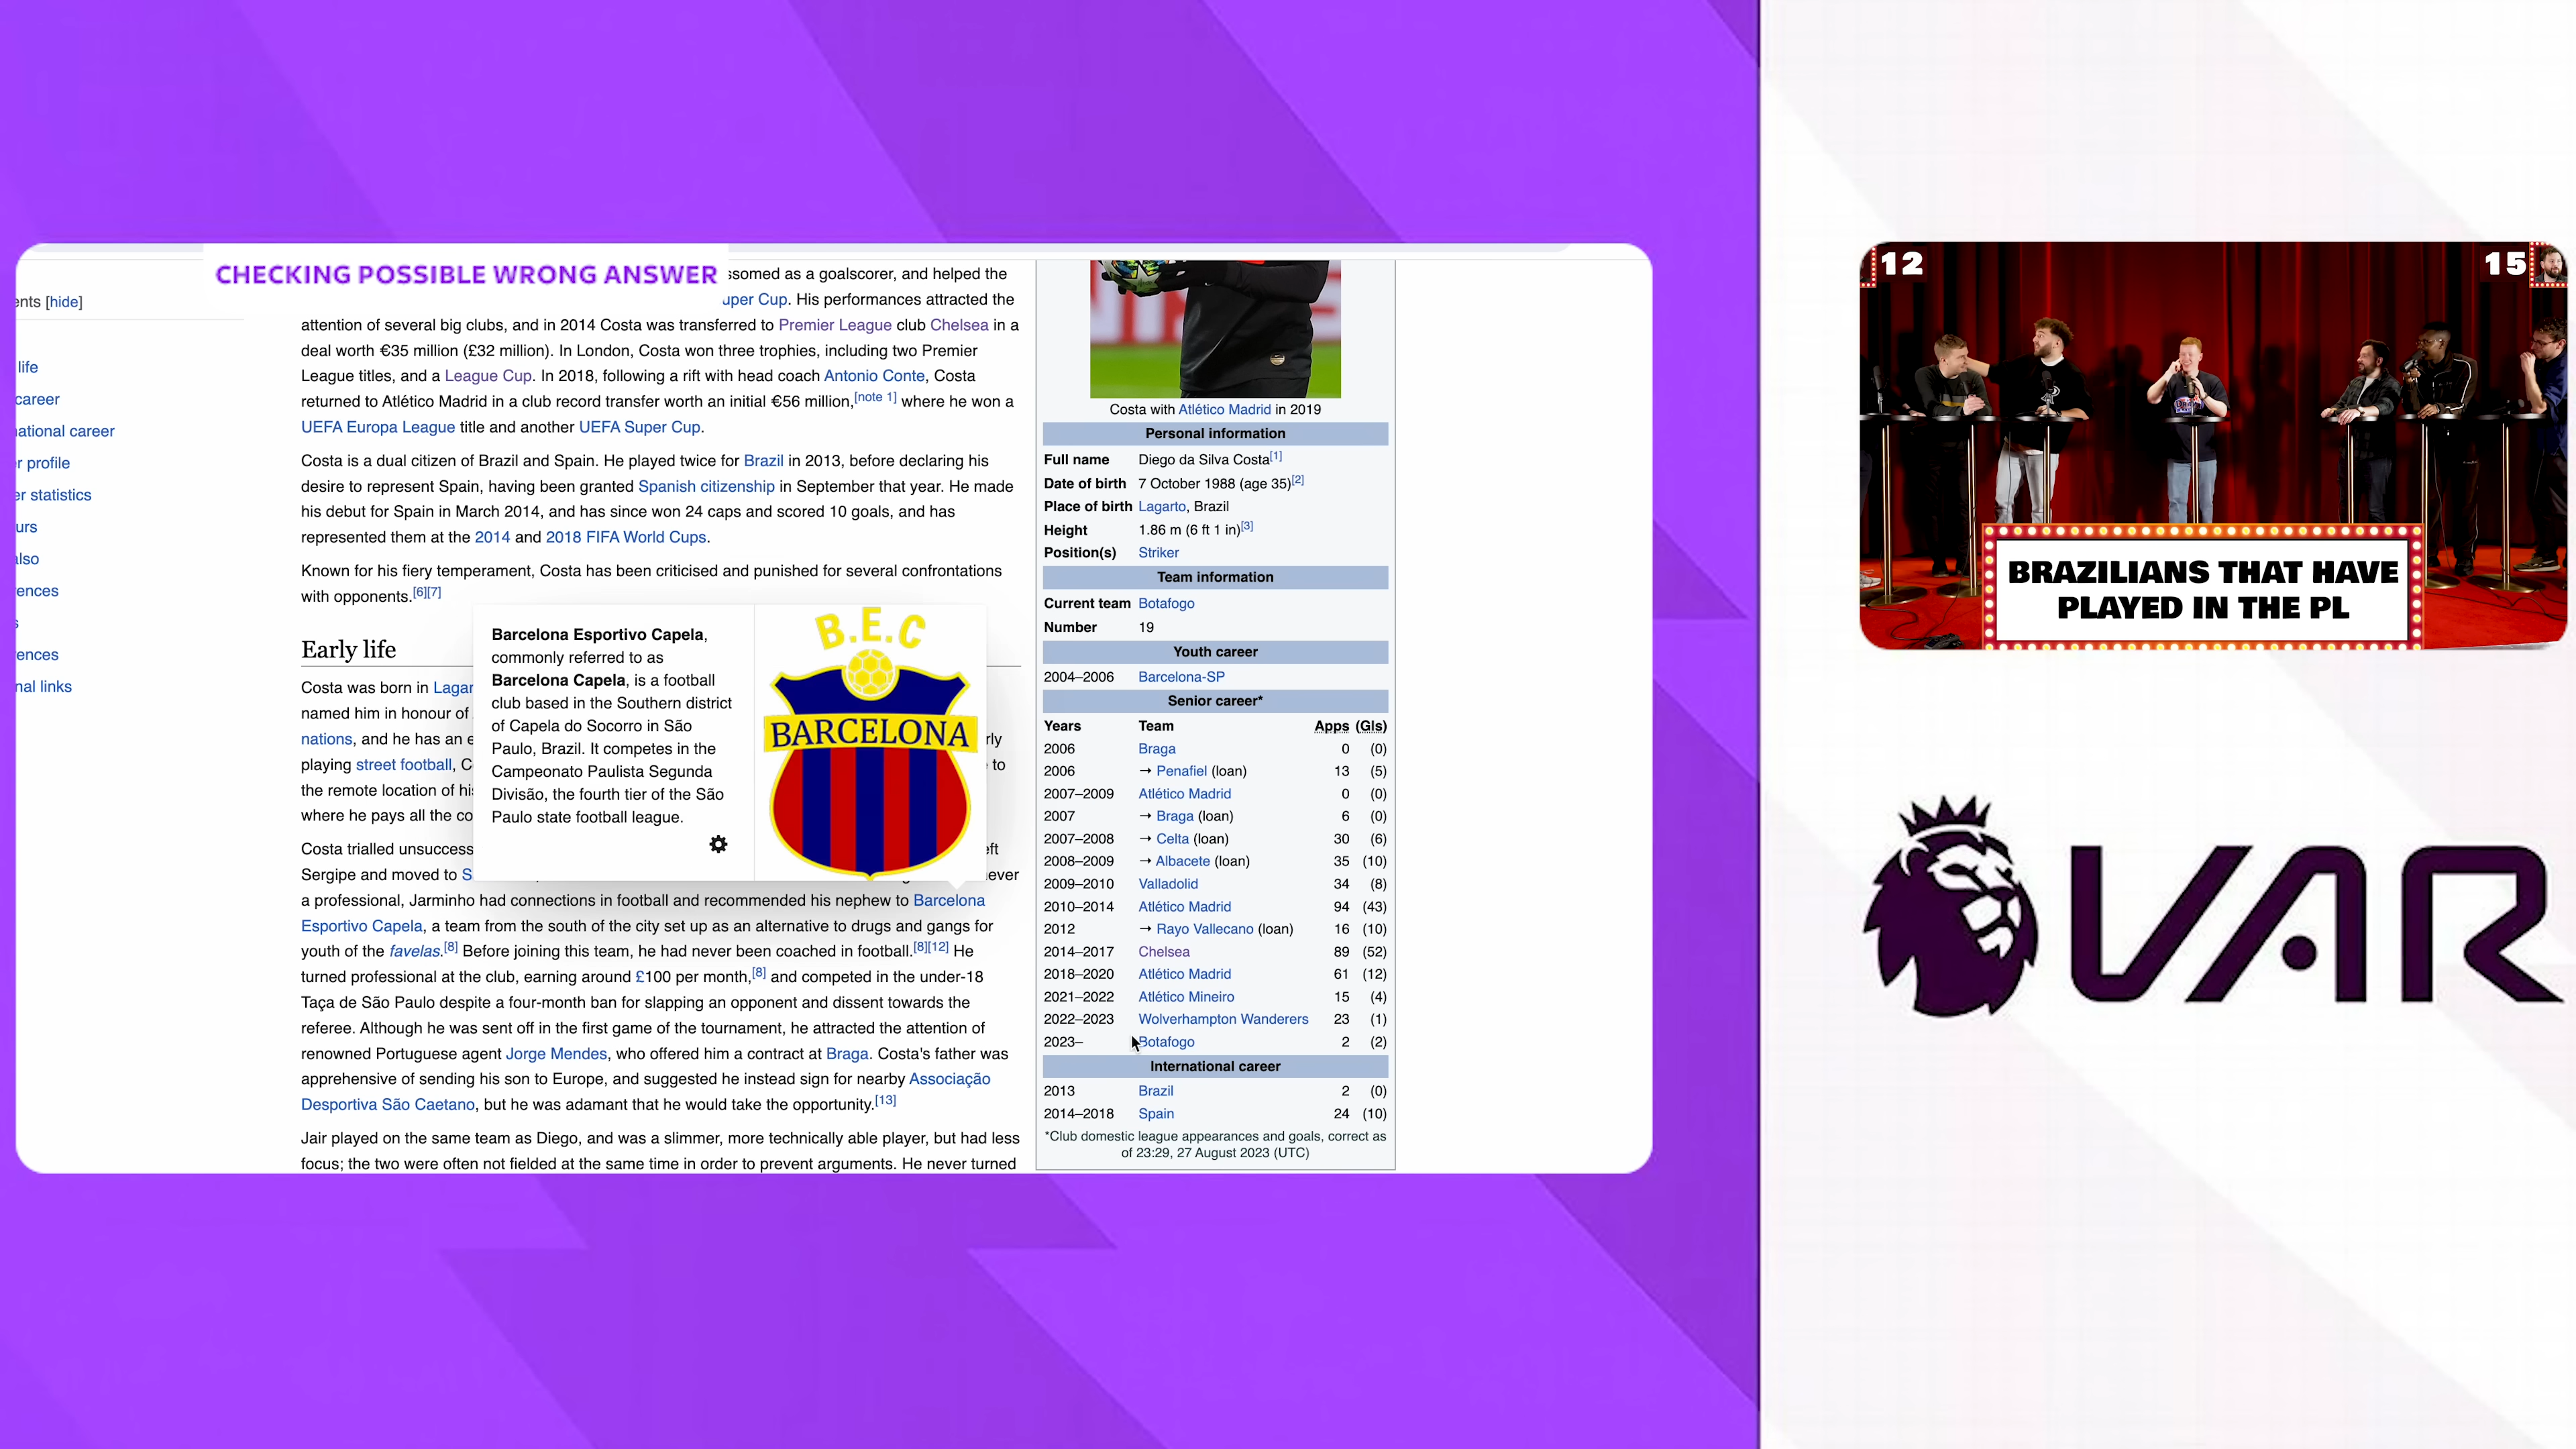 CHECKING POSSIBLE WRONG ANSWER
ents [hide]
life
career
national career
r profile
er statistics
urs
also
ences
s
ences
nal links
ssomed as a goalscorer, and helped the
uper Cup. His performances attracted the
attention of several big clubs, and in 2014 Costa was transferred to Premier League club Chelsea in a
deal worth €35 million (£32 million). In London, Costa won three trophies, including two Premier
League titles, and a League Cup. In 2018, following a rift with head coach Antonio Conte, Costa
returned to Atlético Madrid in a club record transfer worth an initial €56 million,[note 1] where he won a
UEFA Europa League title and another UEFA Super Cup.
Costa is a dual citizen of Brazil and Spain. He played twice for Brazil in 2013, before declaring his
desire to represent Spain, having been granted Spanish citizenship in September that year. He made
his debut for Spain in March 2014, and has since won 24 caps and scored 10 goals, and has
represented them at the 2014 and 2018 FIFA World Cups.
Known for his fiery temperament, Costa has been criticised and punished for several confrontations
with opponents.[6][7]
Early life
Costa was born in Lagar
named him in honour of
nations, and he has an e
rly
playing street football, C
to
the remote location of hi
where he pays all the co
Costa trialled unsuccess
eft
Sergipe and moved to S
ever
a professional, Jarminho had connections in football and recommended his nephew to Barcelona
Esportivo Capela, a team from the south of the city set up as an alternative to drugs and gangs for
youth of the favelas.[8] Before joining this team, he had never been coached in football.[8][12] He
turned professional at the club, earning around £100 per month,[8] and competed in the under-18
Taça de São Paulo despite a four-month ban for slapping an opponent and dissent towards the
referee. Although he was sent off in the first game of the tournament, he attracted the attention of
renowned Portuguese agent Jorge Mendes, who offered him a contract at Braga. Costa's father was
apprehensive of sending his son to Europe, and suggested he instead sign for nearby Associação
Desportiva São Caetano, but he was adamant that he would take the opportunity.[13]
Jair played on the same team as Diego, and was a slimmer, more technically able player, but had less
focus; the two were often not fielded at the same time in order to prevent arguments. He never turned
Barcelona Esportivo Capela,
commonly referred to as
Barcelona Capela, is a football
club based in the Southern district
of Capela do Socorro in São
Paulo, Brazil. It competes in the
Campeonato Paulista Segunda
Divisão, the fourth tier of the São
Paulo state football league.
B.E.C
BARCELONA
Costa with Atlético Madrid in 2019
Personal information
Full name Diego da Silva Costa[1]
Date of birth 7 October 1988 (age 35)[2]
Place of birth Lagarto, Brazil
Height 1.86 m (6 ft 1 in)[3]
Position(s) Striker
Team information
Current team Botafogo
Number 19
Youth career
2004–2006 Barcelona-SP
Senior career*
Years Team Apps (Gls)
2006 Braga 0 (0)
2006 → Penafiel (loan) 13 (5)
2007–2009 Atlético Madrid 0 (0)
2007 → Braga (loan) 6 (0)
2007–2008 → Celta (loan) 30 (6)
2008–2009 → Albacete (loan) 35 (10)
2009–2010 Valladolid 34 (8)
2010–2014 Atlético Madrid 94 (43)
2012 → Rayo Vallecano (loan) 16 (10)
2014–2017 Chelsea 89 (52)
2018–2020 Atlético Madrid 61 (12)
2021–2022 Atlético Mineiro 15 (4)
2022–2023 Wolverhampton Wanderers 23 (1)
2023– Botafogo 2 (2)
International career
2013 Brazil 2 (0)
2014–2018 Spain 24 (10)
*Club domestic league appearances and goals, correct as
of 23:29, 27 August 2023 (UTC)
12
15
BRAZILIANS THAT HAVE
PLAYED IN THE PL
VAR